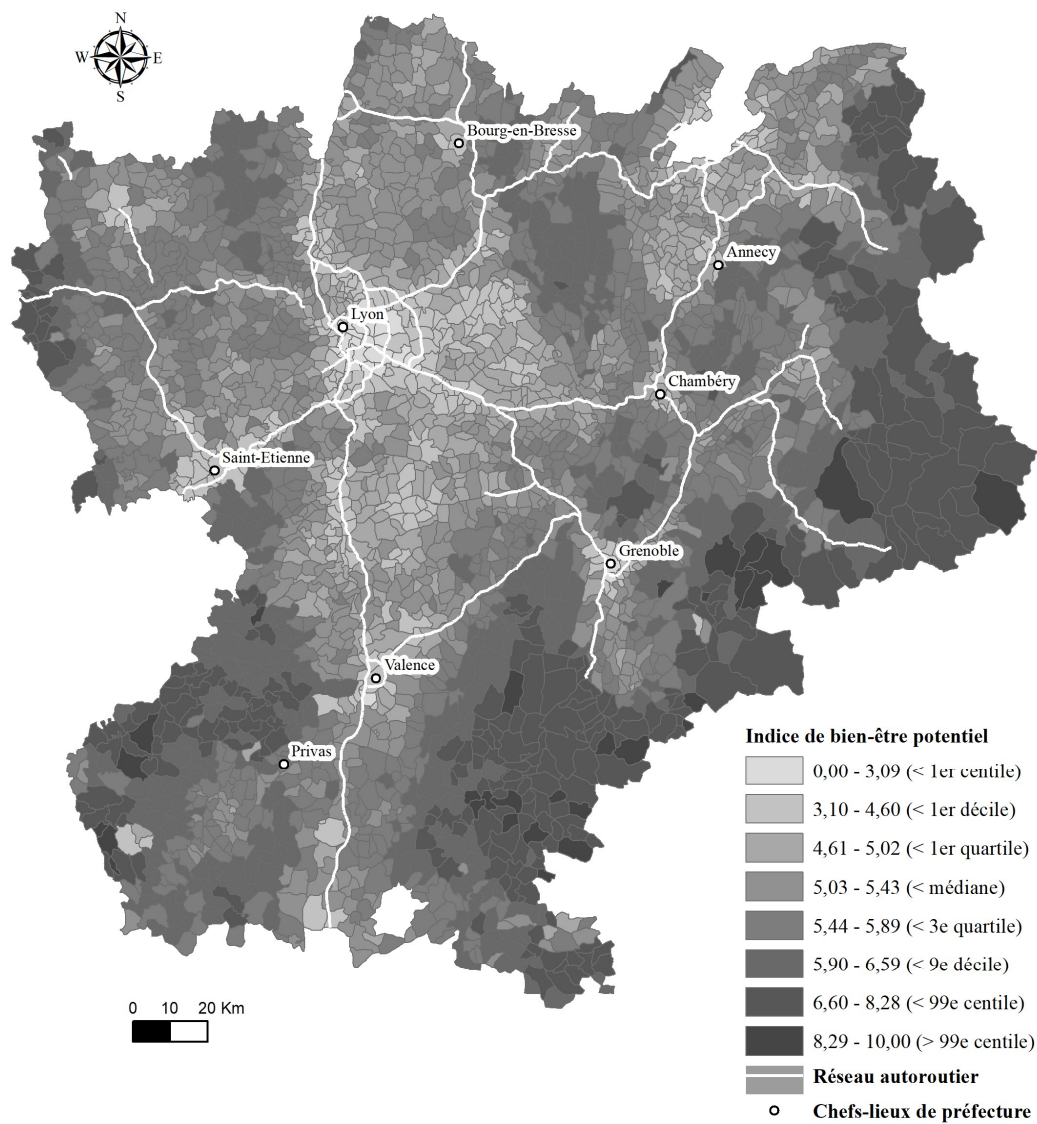 N
W E
S
Bourg-en-Bresse
Annecy
Lyon
Chambéry
Saint-Etienne
Grenoble
Valence
Privas
Indice de bien-être potentiel
0,00 - 3,09 (< 1er centile)
3,10 - 4,60 (< 1er décile)
4,61 - 5,02 (< 1er quartile)
5,03 - 5,43 (< médiane)
5,44 - 5,89 (< 3e quartile)
5,90 - 6,59 (< 9e décile)
6,60 - 8,28 (< 99e centile)
8,29 - 10,00 (> 99e centile)
Réseau autoroutier
Chefs-lieux de préfecture
0 10 20 Km